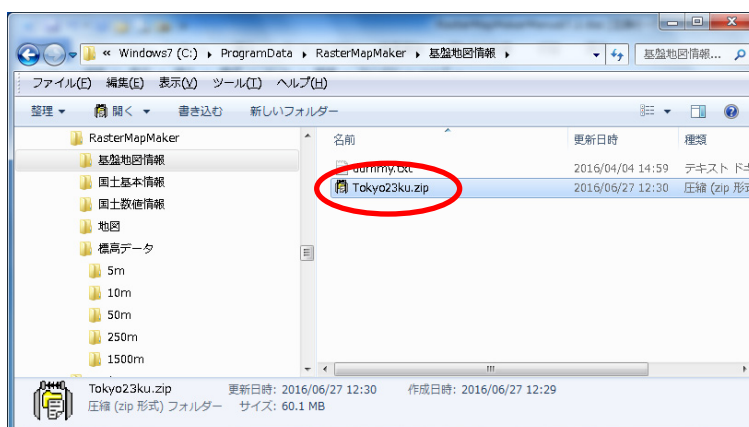 « Windows7 (C:) ▸ ProgramData ▸ RasterMapMaker ▸ 基盤地図情報 ▸
基盤地図情報...
ファイル(F) 編集(E) 表示(V) ツール(T) ヘルプ(H)
整理 開く 書き込む 新しいフォルダー
RasterMapMaker
基盤地図情報
国土基本情報
国土数値情報
地図
標高データ
5m
10m
50m
250m
1500m
名前 更新日時 種類
dummy.txt 2016/04/04 14:59 テキスト ドキ
Tokyo23ku.zip 2016/06/27 12:30 圧縮 (zip 形式
Tokyo23ku.zip 更新日時: 2016/06/27 12:30 作成日時: 2016/06/27 12:29
圧縮 (zip 形式) フォルダー サイズ: 60.1 MB